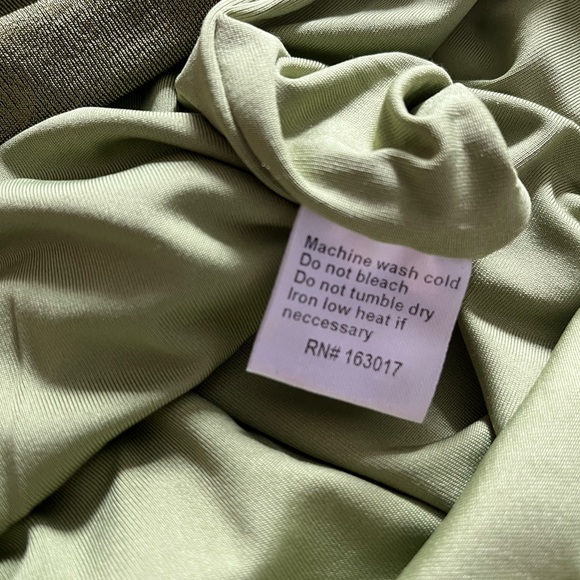 Machine wash cold
Do not bleach
Do not tumble dry
Iron low heat if
neccessary
RN# 163017